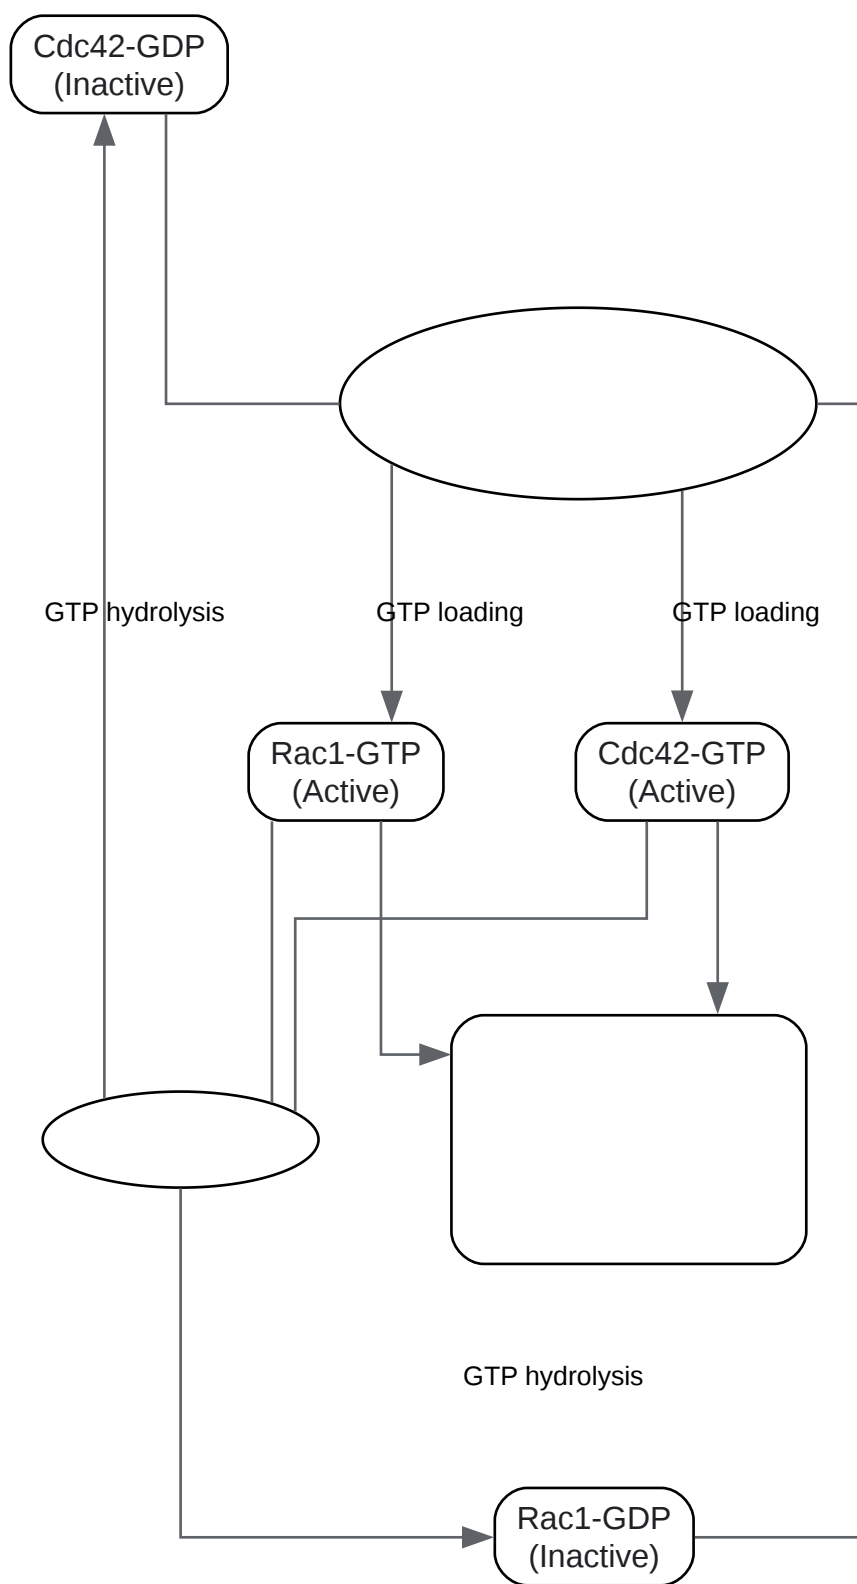 Cdc42-GDP
(Inactive)
GTP hydrolysis
GTP loading
GTP loading
Rac1-GTP
(Active)
Cdc42-GTP
(Active)
GTP hydrolysis
Rac1-GDP
(Inactive)